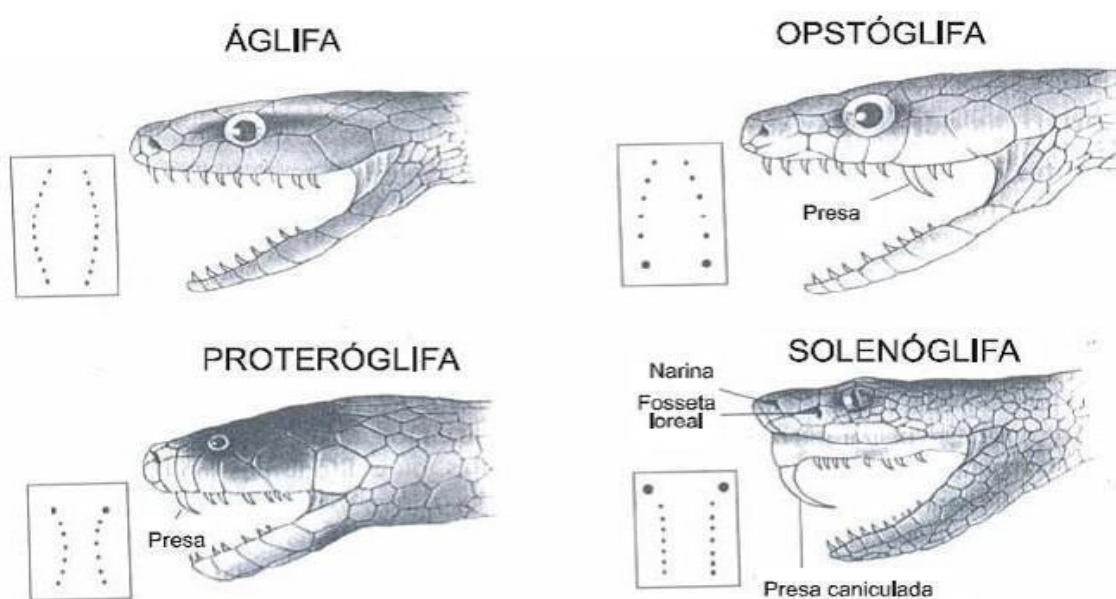 ÁGLIFA
OPSTÓGLIFA
Presa
PROTERÓGLIFA
Presa
SOLENÓGLIFA
Narina
Fosseta
loreal
Presa caniculada